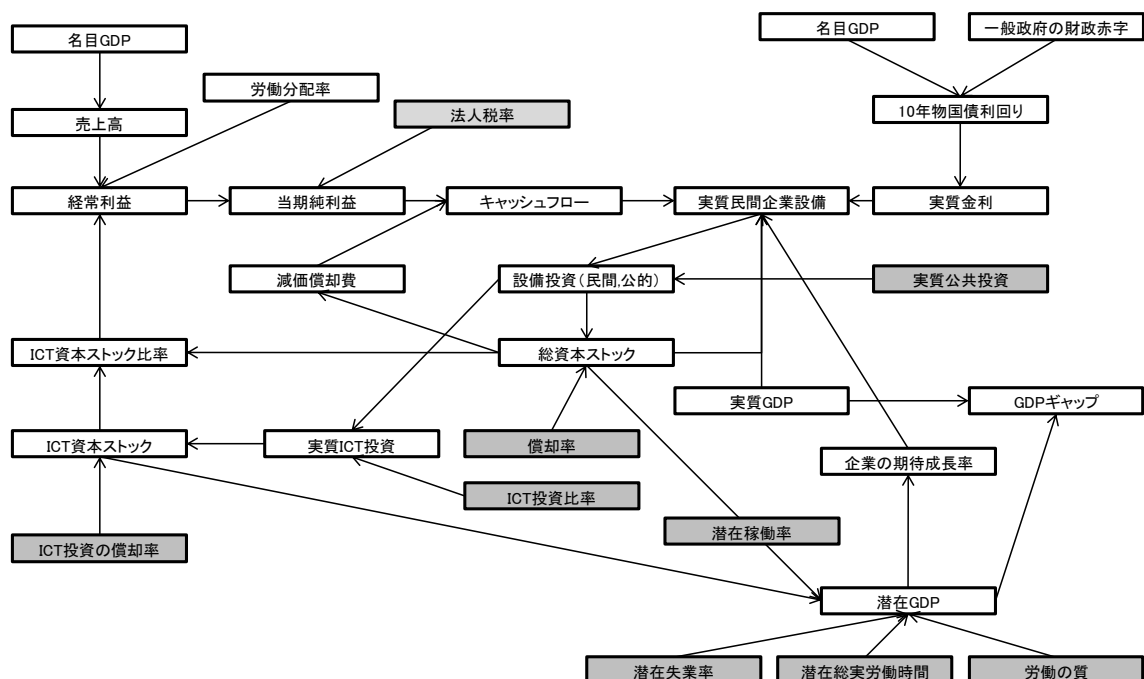 名目GDP
名目GDP
一般政府の財政赤字
労働分配率
売上高
法人税率
10年物国債利回り
経常利益
当期純利益
キャッシュフロー
実質民間企業設備
実質金利
減価償却費
設備投資(民間,公的)
実質公共投資
ICT資本ストック比率
総資本ストック
実質GDP
GDPギャップ
ICT資本ストック
実質ICT投資
償却率
企業の期待成長率
ICT投資比率
潜在稼働率
ICT投資の償却率
潜在GDP
潜在失業率
潜在総実労働時間
労働の質